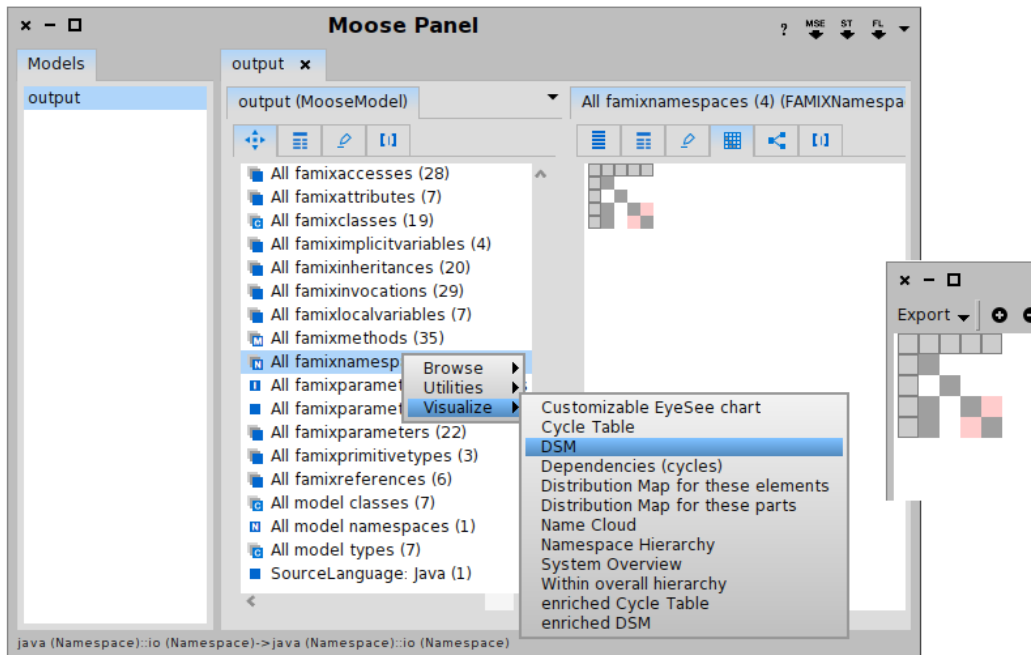 Moose Panel
? MSE ST FL
Models
output
output
output (MooseModel)
All famixnamespaces (4) (FAMIXNamespa
All famixaccesses (28)
All famixattributes (7)
All famixclasses (19)
All famiximplicitvariables (4)
All famixinheritances (20)
All famixinvocations (29)
All famixlocalvariables (7)
All famixmethods (35)
All famixnamesp
All famixparamet
All famixparamet
All famixparameters (22)
All famixprimitivetypes (3)
All famixreferences (6)
All model classes (7)
All model namespaces (1)
All model types (7)
SourceLanguage: Java (1)
Browse
Utilities
Visualize
Customizable EyeSee chart
Cycle Table
DSM
Dependencies (cycles)
Distribution Map for these elements
Distribution Map for these parts
Name Cloud
Namespace Hierarchy
System Overview
Within overall hierarchy
enriched Cycle Table
enriched DSM
Export
java (Namespace)::io (Namespace)->java (Namespace)::io (Namespace)